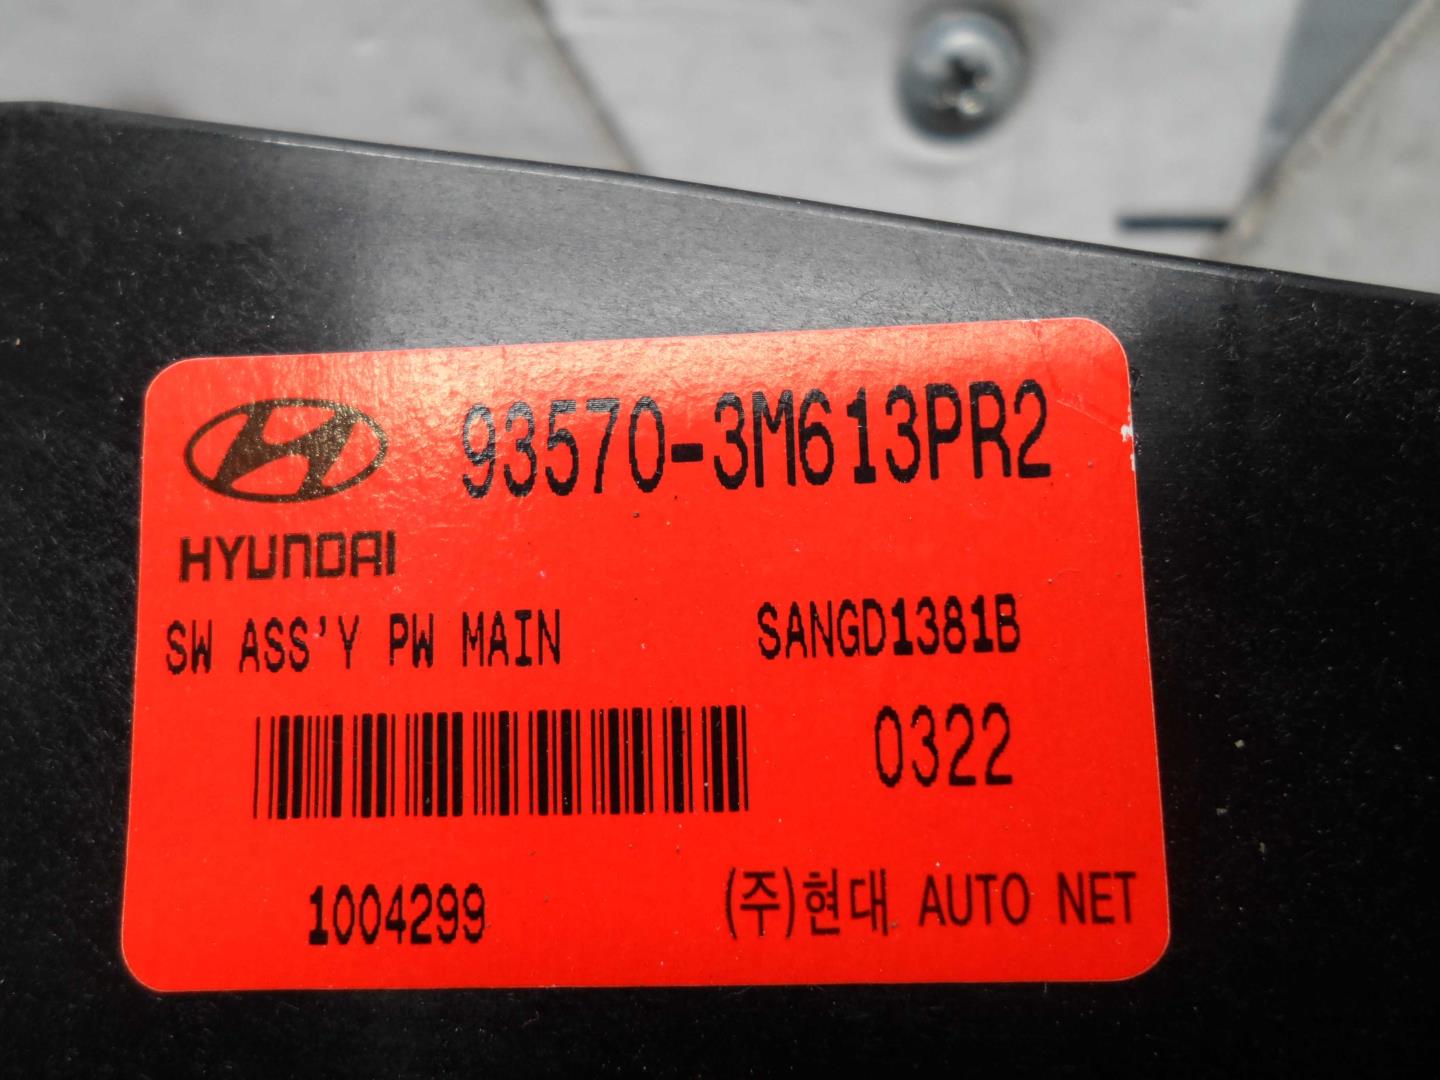 93570-3M613PR2
HYUNDAI
SW ASS'Y PW MAIN SANGD1381B
0322
1004299 (주)현대 AUTO NET